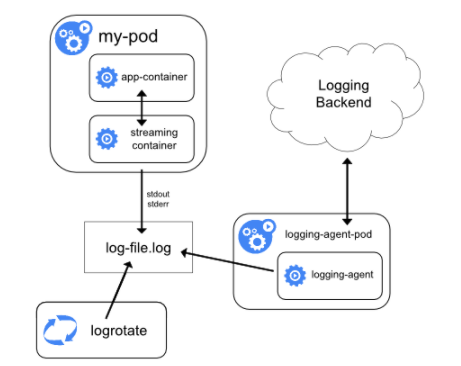 my-pod
app-container
streaming
container
Logging
Backend
stdout
stderr
log-file.log
logging-agent-pod
logging-agent
logrotate